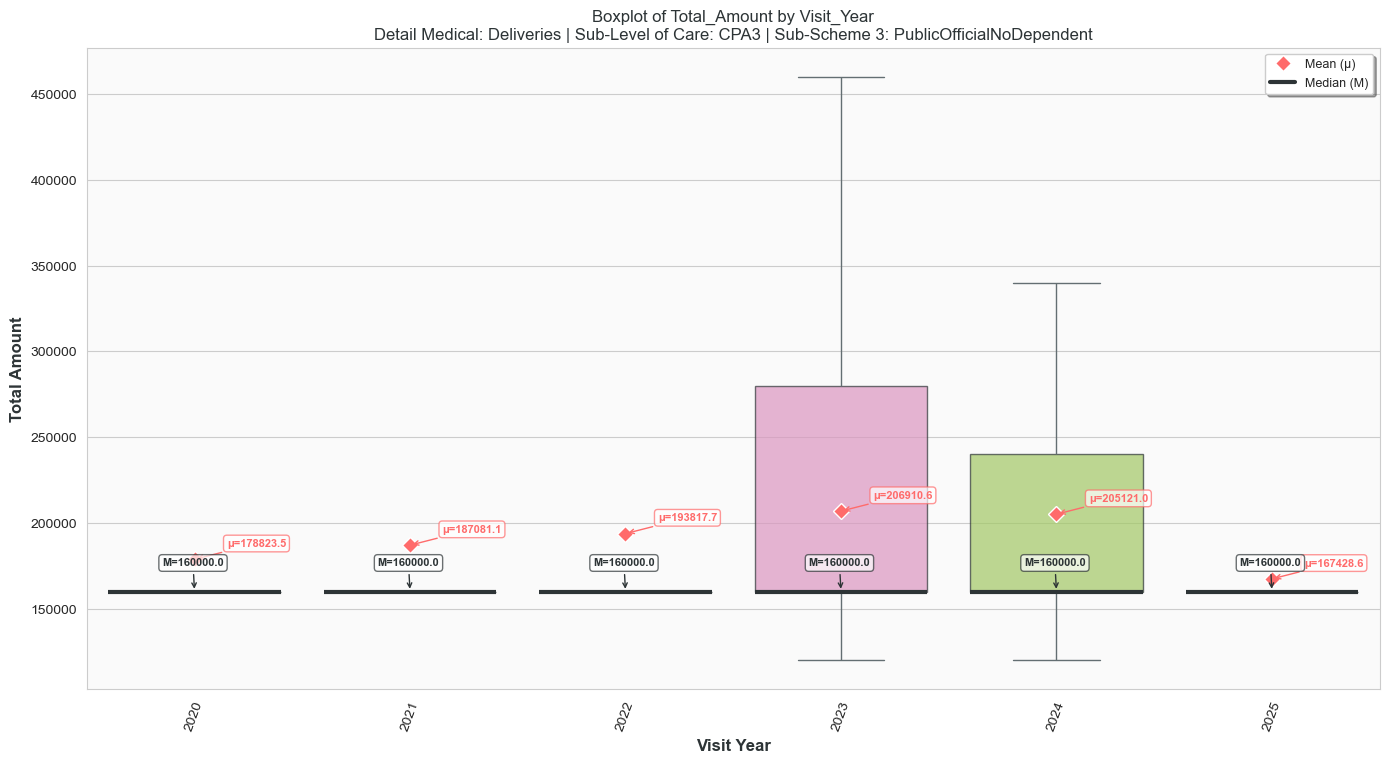 Boxplot of Total_Amount by Visit_Year
Detail Medical: Deliveries | Sub-Level of Care: CPA3 | Sub-Scheme 3: PublicOfficialNoDependent
Mean (μ)
Median (M)
Total Amount
450000
400000
350000
300000
250000
200000
150000
μ=178823.5
M=160000.0
μ=187081.1
M=160000.0
μ=193817.7
M=160000.0
μ=206910.6
M=160000.0
μ=205121.0
M=160000.0
M=160000.0
μ=167428.6
2020
2021
2022
2023
2024
2025
Visit Year